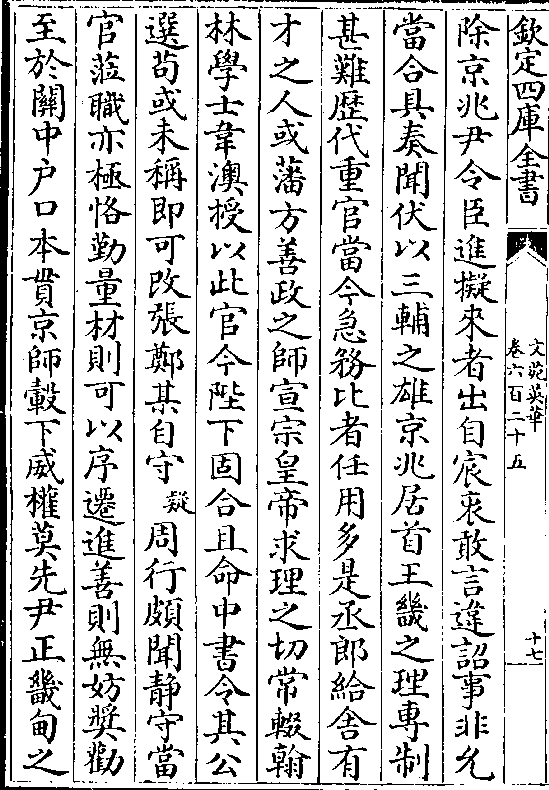 欽定四庫全書
文苑英華
卷六百二十五
十七
除京兆尹令臣進擬來者出自宸衷敢言違詔事非允
當合具奏聞伏以三輔之雄京兆居首王畿之理專制
甚難歴代重官當今急務比者任用多是丞郎給舍有
才之人或藩方善政之師宣宗皇帝求理之切常輟翰
林學士韋澳授以此官今陛下固合且命中書令其公
選茍或未稱即可改張鄭某自守疑周行頗聞静守當
官蒞職亦極恪勤量材則可以序遷進善則無妨奬勸
至於闗中户口本貫京師轂下威權莫先尹正畿甸之